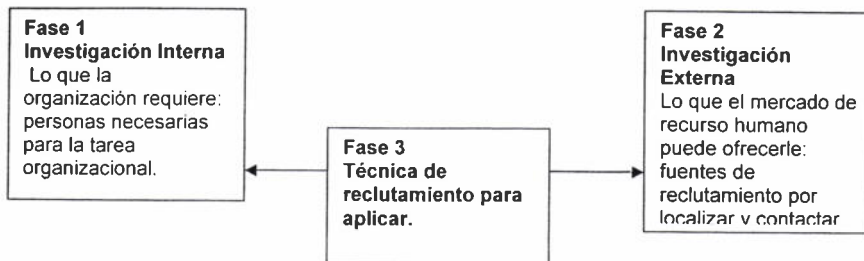 Fase 1
Investigación Interna
Lo que la
organización requiere:
personas necesarias
para la tarea
organizacional.
Fase 3
Técnica de
reclutamiento para
aplicar.
Fase 2
Investigación
Externa
Lo que el mercado de
recurso humano
puede ofrecerle:
fuentes de
reclutamiento por
localizar y contactar